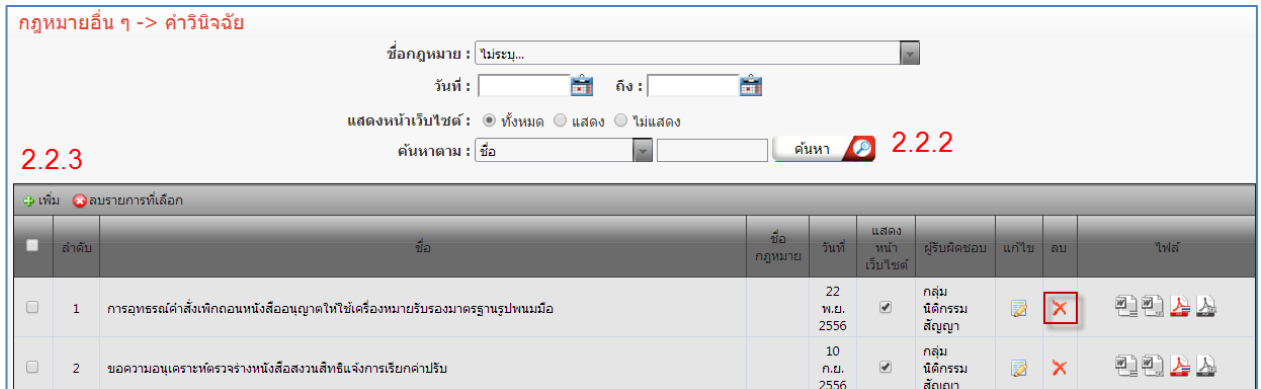 กฎหมายอื่น ๆ -> คำวินิจฉัย
ชื่อกฎหมาย : ไม่ระบุ...
วันที่ : ถึง :
แสดงหน้าเว็บไซต์ : ทั้งหมด แสดง ไม่แสดง
ค้นหาตาม : ชื่อ ค้นหา 2.2.2
2.2.3
เพิ่ม ลบรายการที่เลือก
ลำดับ ชื่อ ชื่อกฎหมาย วันที่ แสดงหน้าเว็บไซต์ ผู้รับผิดชอบ แก้ไข ลบ ไฟล์
1 การอุทธรณ์คำสั่งเพิกถอนหนังสืออนุญาตให้ใช้เครื่องหมายรับรองมาตรฐานรูปพนมมือ 22 พ.ย. 2556 กลุ่มนิติกรรมสัญญา
2 ขอความอนุเคราะห์ตรวจร่างหนังสือสงวนสิทธิแจ้งการเรียกค่าปรับ 10 ก.ย. 2556 กลุ่มนิติกรรมสัญญา